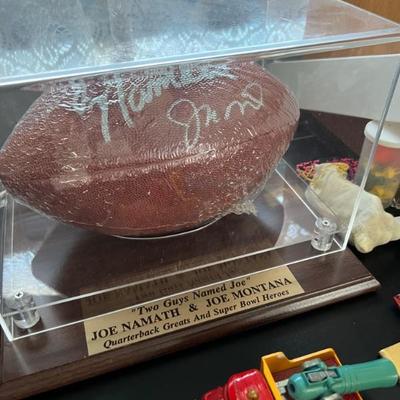 "Two Guys Named Joe"
JOE NAMATH & JOE MONTANA
Quarterback Greats And Super Bowl Heroes